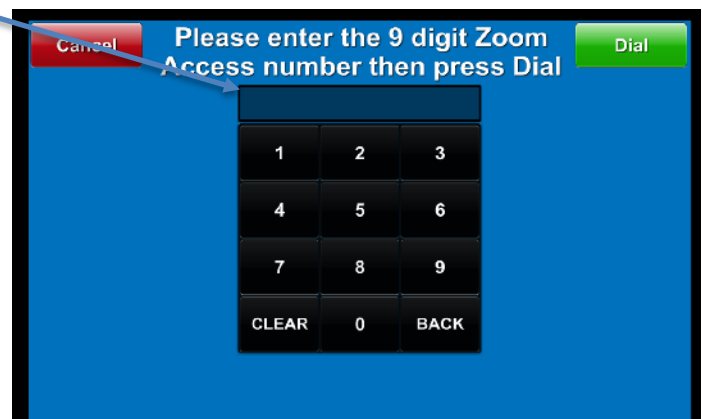 Cancel
Please enter the 9 digit Zoom
Access number then press Dial
Dial
1 2 3
4 5 6
7 8 9
CLEAR 0 BACK